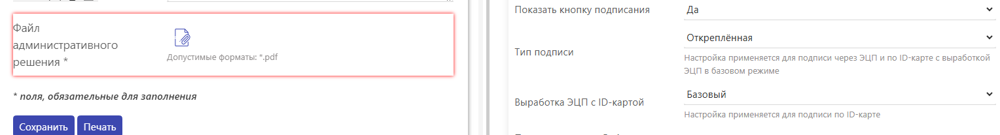 Файл
административного
решения *
Допустимые форматы: *.pdf
* поля, обязательные для заполнения
Сохранить
Печать
Показать кнопку подписания
Да
Тип подписи
Откреплённая
Настройка применяется для подписи через ЭЦП и по ID-карте с выработкой
ЭЦП в базовом режиме
Выработка ЭЦП с ID-картой
Базовый
Настройка применяется для подписи по ID-карте